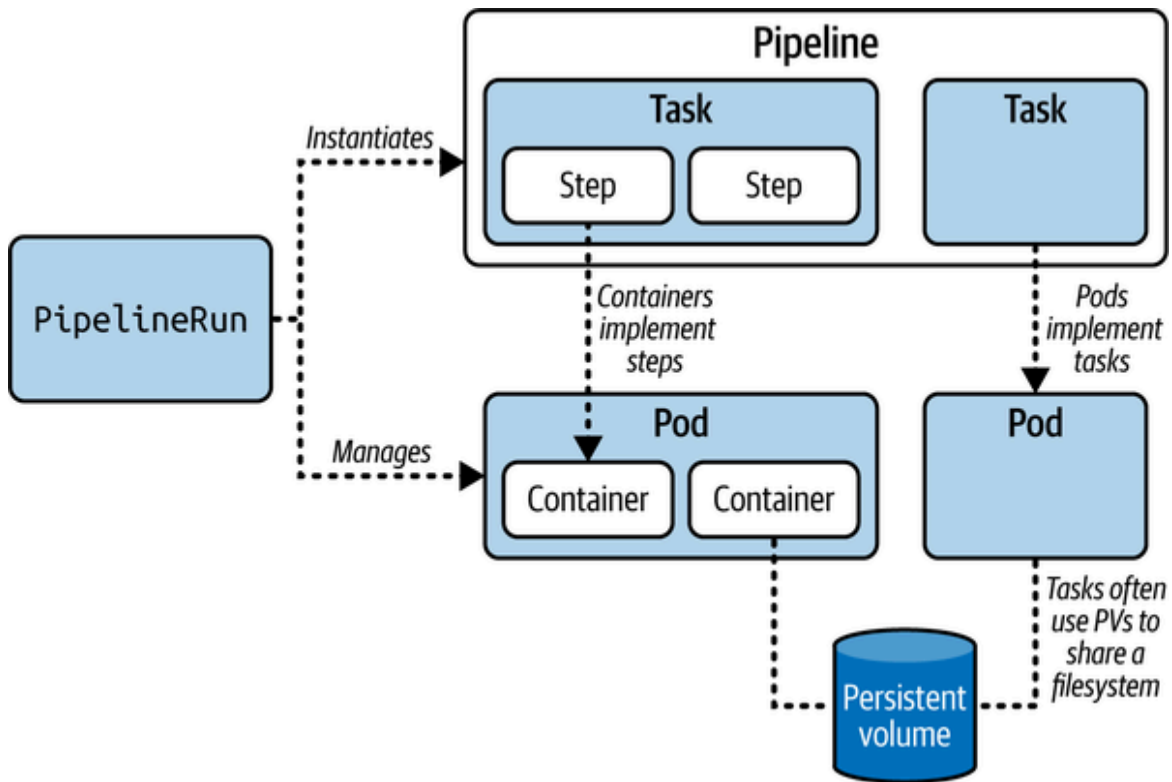 Pipeline
Task
Task
Instantiates
Step
Step
PipelineRun
Containers
implement
steps
Pods
implement
tasks
Manages
Pod
Pod
Container
Container
Tasks often
use PVs to
share a
filesystem
Persistent
volume